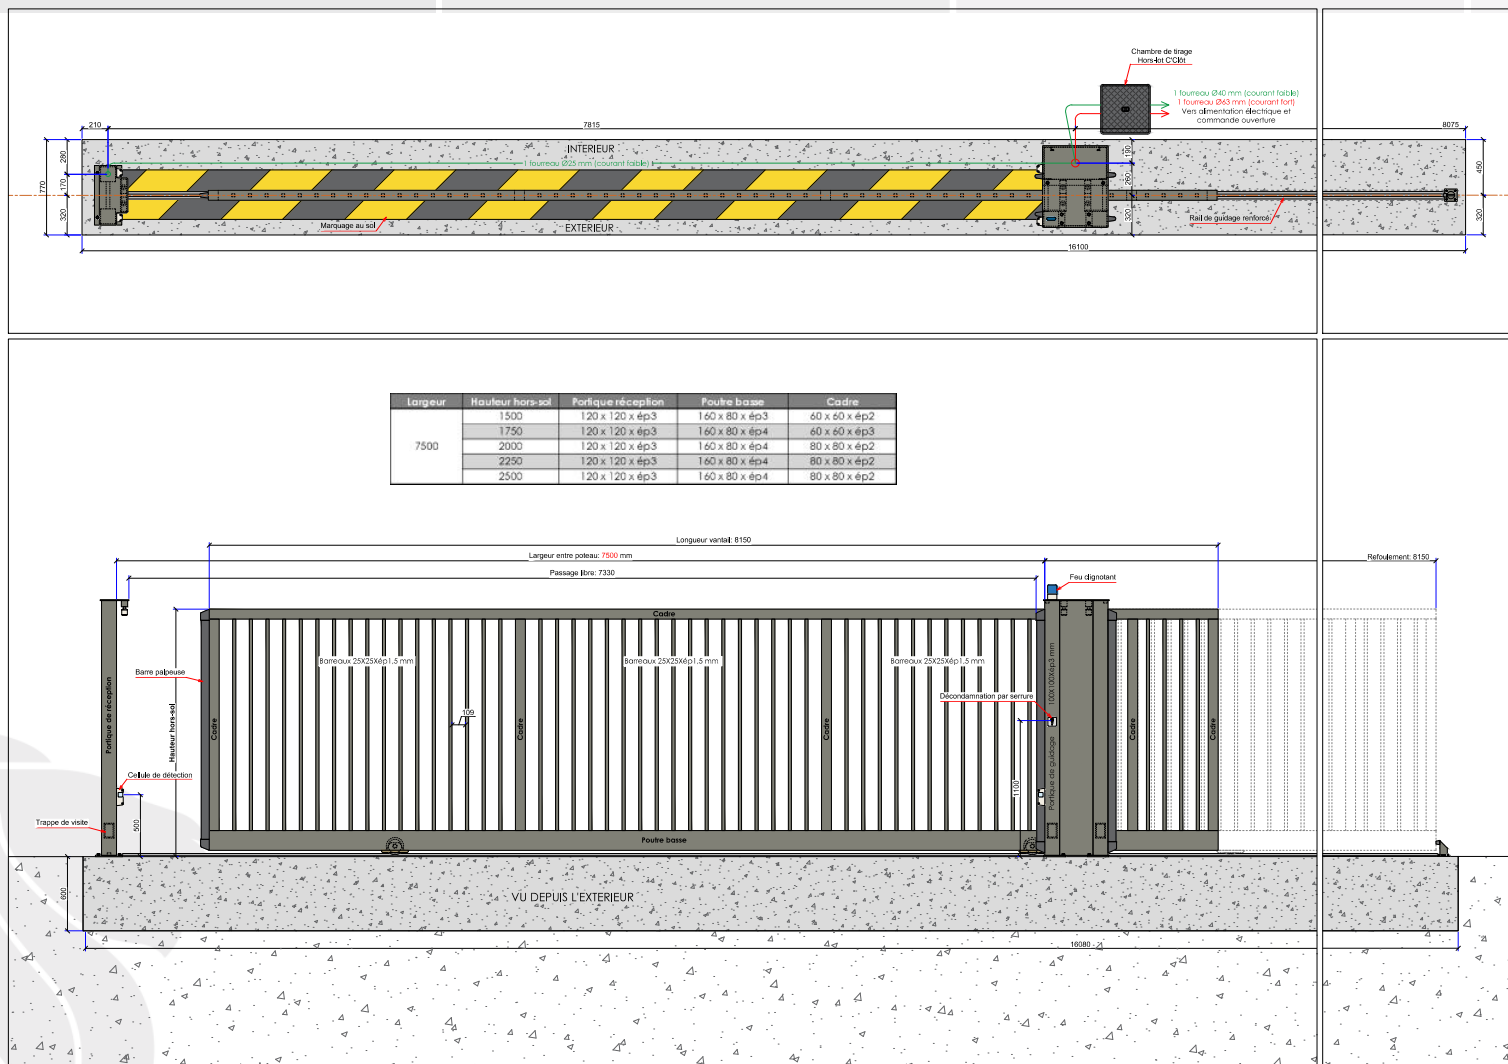 Chambre de tirage
Hors-lot C'Clôt
1 fourreau Ø40 mm (courant faible)
1 fourreau Ø63 mm (courant fort)
Vers alimentation électrique et
commande ouverture
210
7815
8075
770
280
170
320
INTERIEUR
1 fourreau Ø25 mm (courant faible)
190
260
320
450
320
Marquage au sol
EXTERIEUR
Rail de guidage renforcé
16100
Largeur Hauteur hors-sol Portique réception Poutre basse Cadre
7500
1500 120 x 120 x ép3 160 x 80 x ép3 60 x 60 x ép2
1750 120 x 120 x ép3 160 x 80 x ép4 60 x 60 x ép3
2000 120 x 120 x ép3 160 x 80 x ép4 80 x 80 x ép2
2250 120 x 120 x ép3 160 x 80 x ép4 80 x 80 x ép2
2500 120 x 120 x ép3 160 x 80 x ép4 80 x 80 x ép2
Longueur vantail: 8150
Largeur entre poteau: 7500 mm
Refoulement: 8150
Passage libre: 7330
Feu clignotant
Cadre
Barreaux 25X25Xép1,5 mm
Barreaux 25X25Xép1,5 mm
Barreaux 25X25Xép1,5 mm
Barre palpeuse
Décondamnation par serrure
109
Portique de réception
Hauteur hors-sol
Cadre
Cadre
Cadre
Portique de guidage 100X100Xép3 mm
Cadre
Cadre
Cellule de détection
1100
Trappe de visite
500
Poutre basse
600
VU DEPUIS L'EXTERIEUR
16080